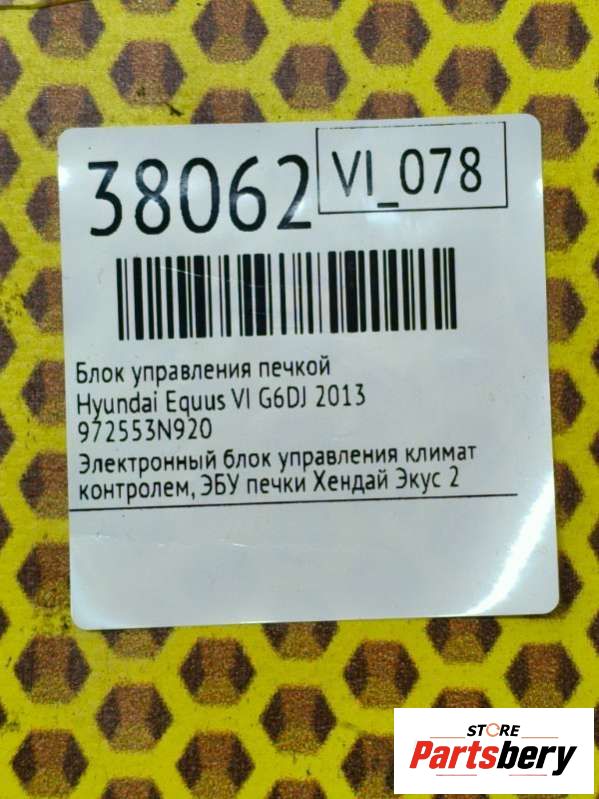 38062
VI_078
Блок управления печкой
Hyundai Equus VI G6DJ 2013
972553N920
Электронный блок управления климат
контролем, ЭБУ печки Хендай Экус 2
STORE
Partsbery